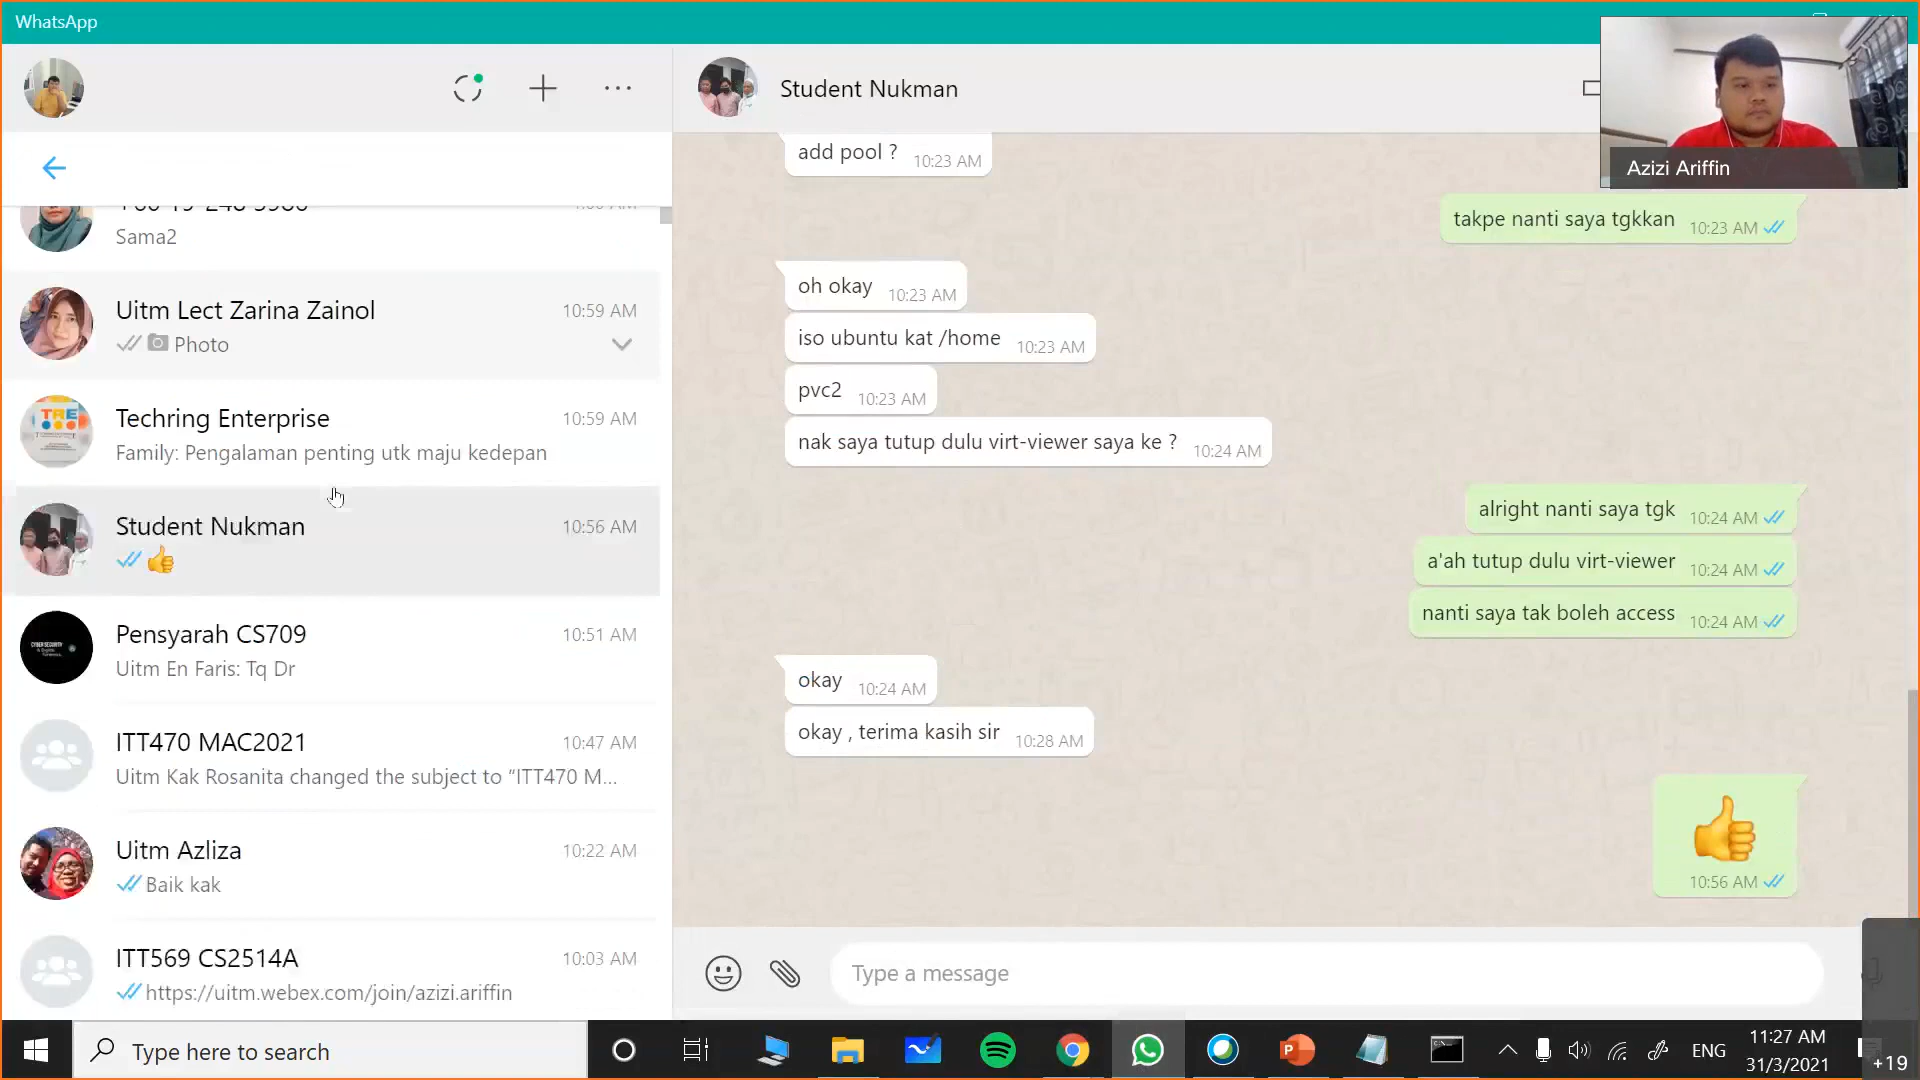 WhatsApp
Sama2
Uitm Lect Zarina Zainol
10:59 AM
Photo
Techring Enterprise
10:59 AM
Family: Pengalaman penting utk maju kedepan
Student Nukman
10:56 AM
Pensyarah CS709
10:51 AM
Uitm En Faris: Tq Dr
ITT470 MAC2021
10:47 AM
Uitm Kak Rosanita changed the subject to “ITT470 M...
Uitm Azliza
10:22 AM
Baik kak
ITT569 CS2514A
10:03 AM
https://uitm.webex.com/join/azizi.ariffin
Student Nukman
Azizi Ariffin
add pool ? 10:23 AM
takpe nanti saya tgkkan 10:23 AM
oh okay 10:23 AM
iso ubuntu kat /home 10:23 AM
pvc2 10:23 AM
nak saya tutup dulu virt-viewer saya ke ? 10:24 AM
alright nanti saya tgk 10:24 AM
a'ah tutup dulu virt-viewer 10:24 AM
nanti saya tak boleh access 10:24 AM
okay 10:24 AM
okay , terima kasih sir 10:28 AM
10:56 AM
Type a message
Type here to search
ENG
11:27 AM
31/3/2021
+19